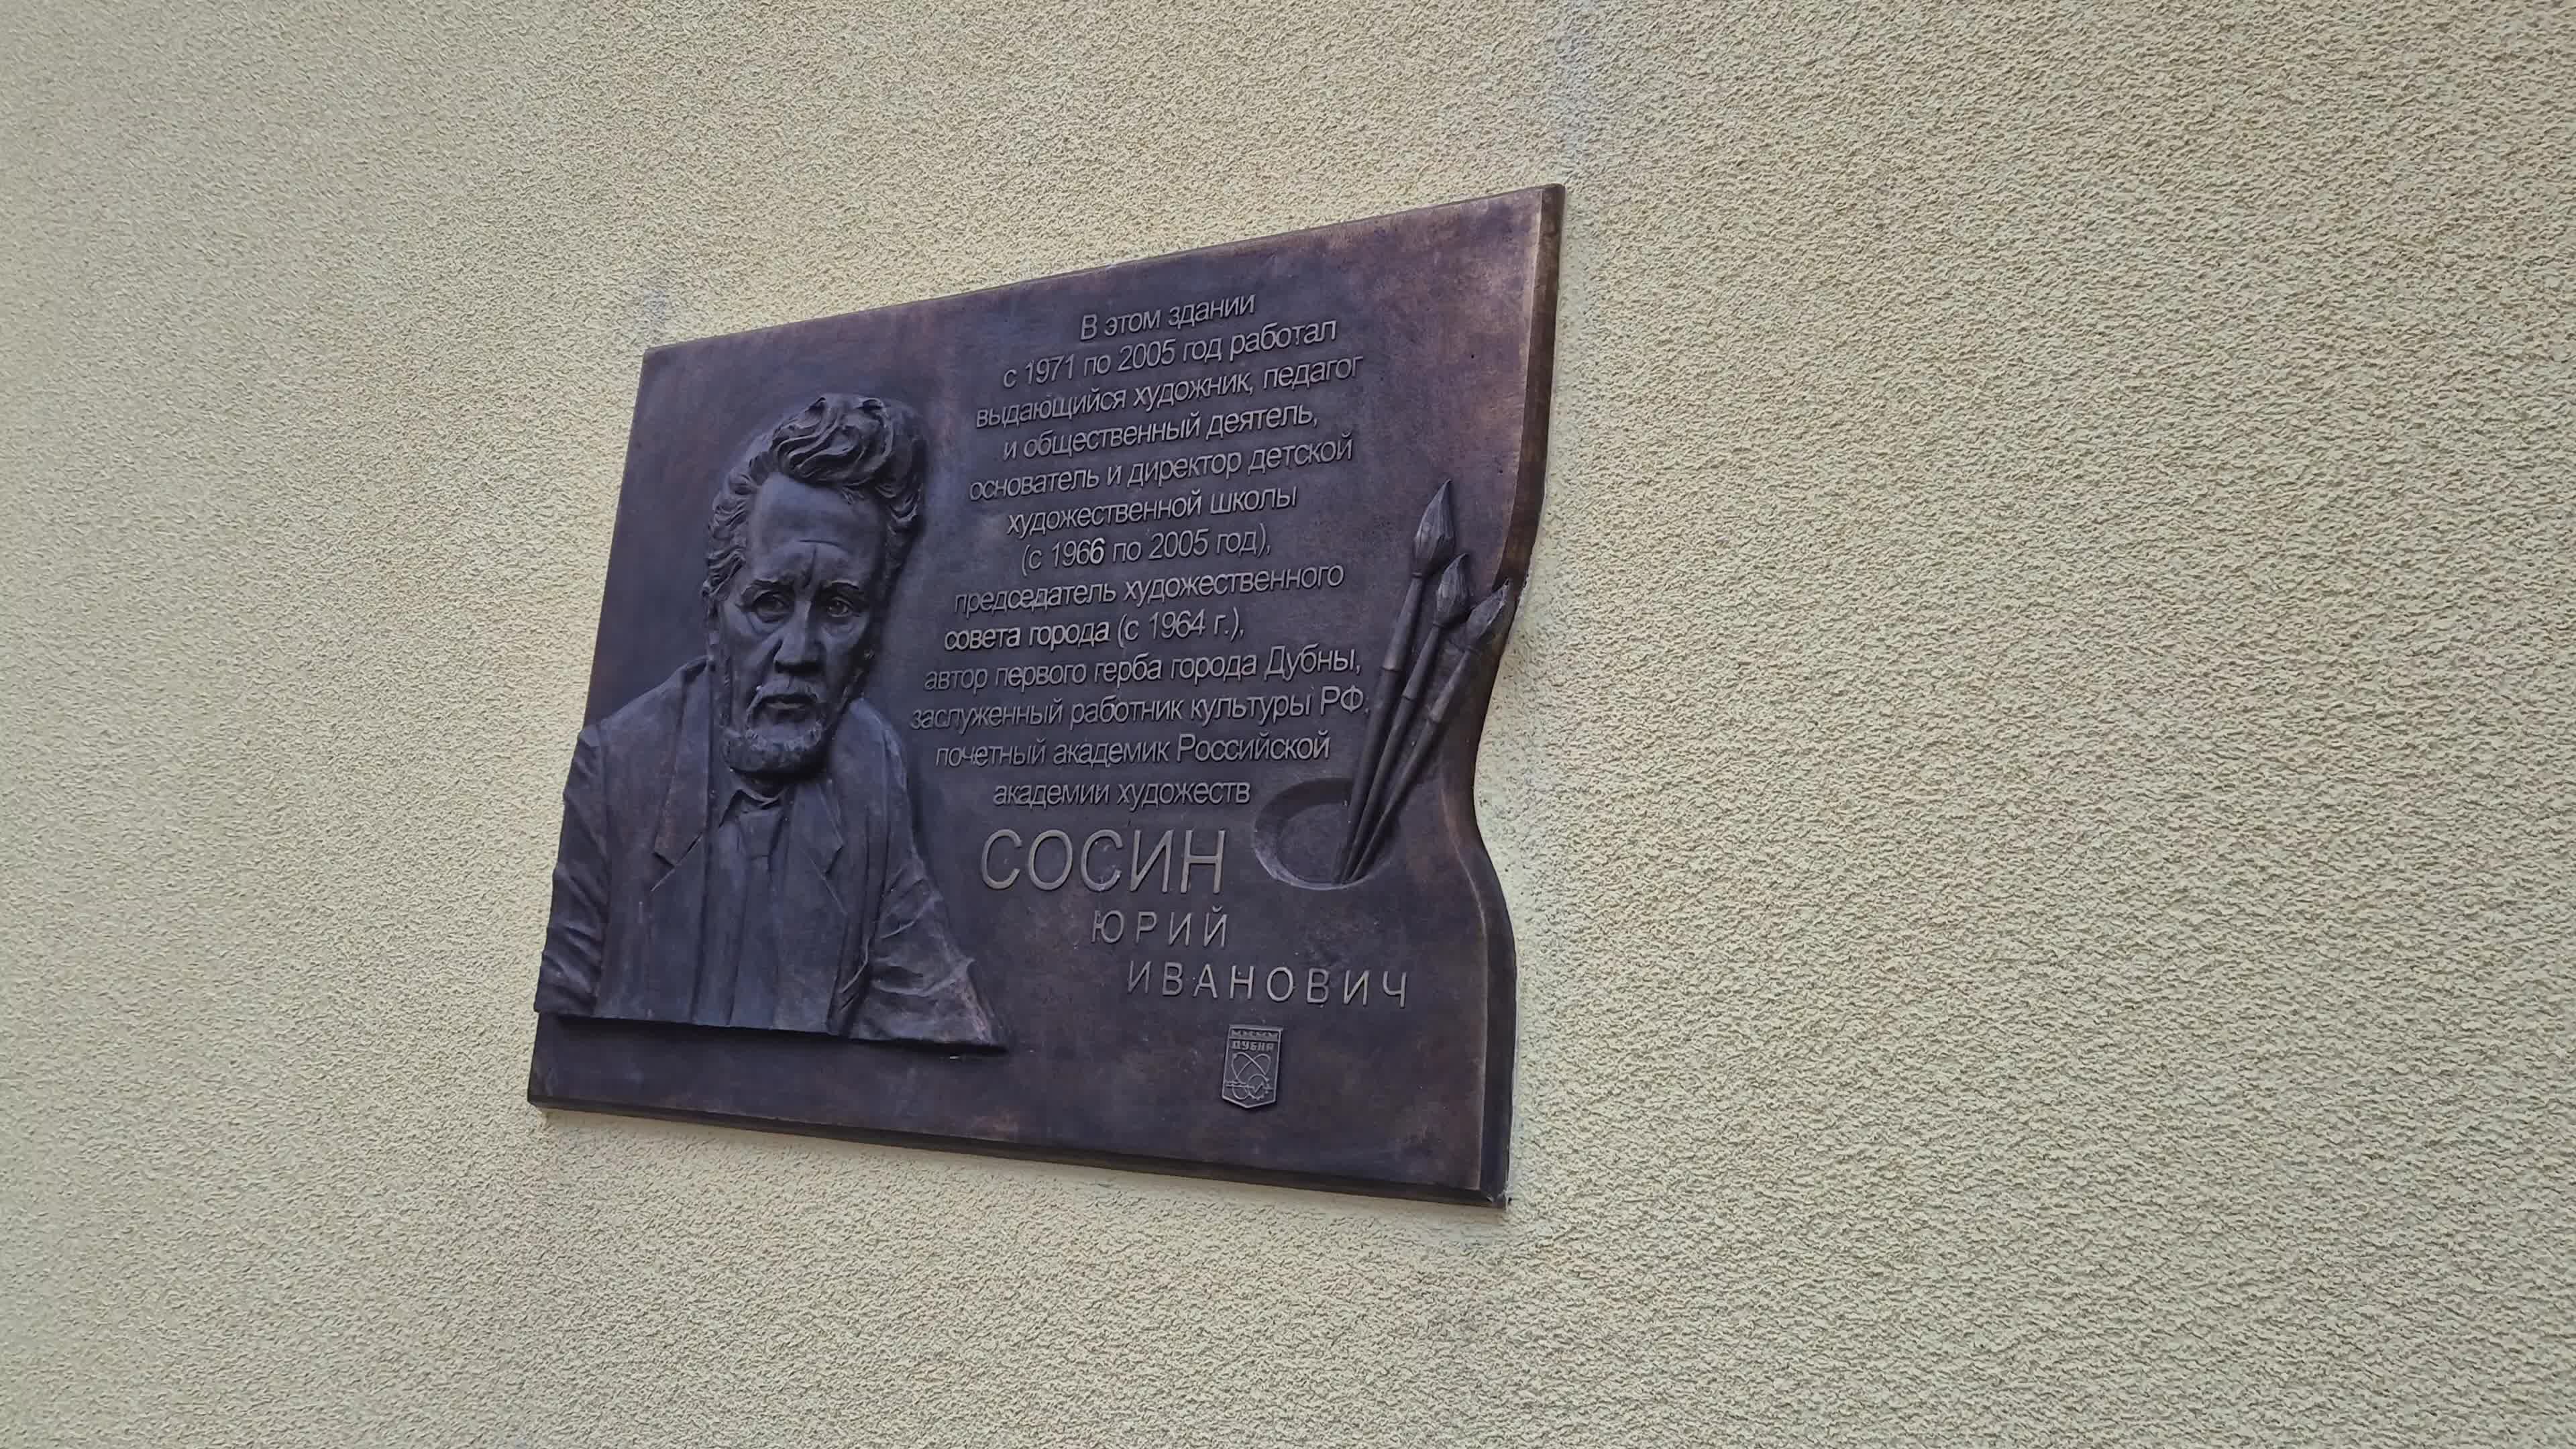 В этом здании
с 1971 по 2005 год работал
выдающийся художник, педагог
и общественный деятель,
основатель и директор детской
художественной школы
(с 1966 по 2005 год),
председатель художественного
совета города (с 1964 г.),
автор первого герба города Дубны,
заслуженный работник культуры РФ,
почетный академик Российской
академии художеств
СОСИН
ЮРИЙ
ИВАНОВИЧ
ДУБНА